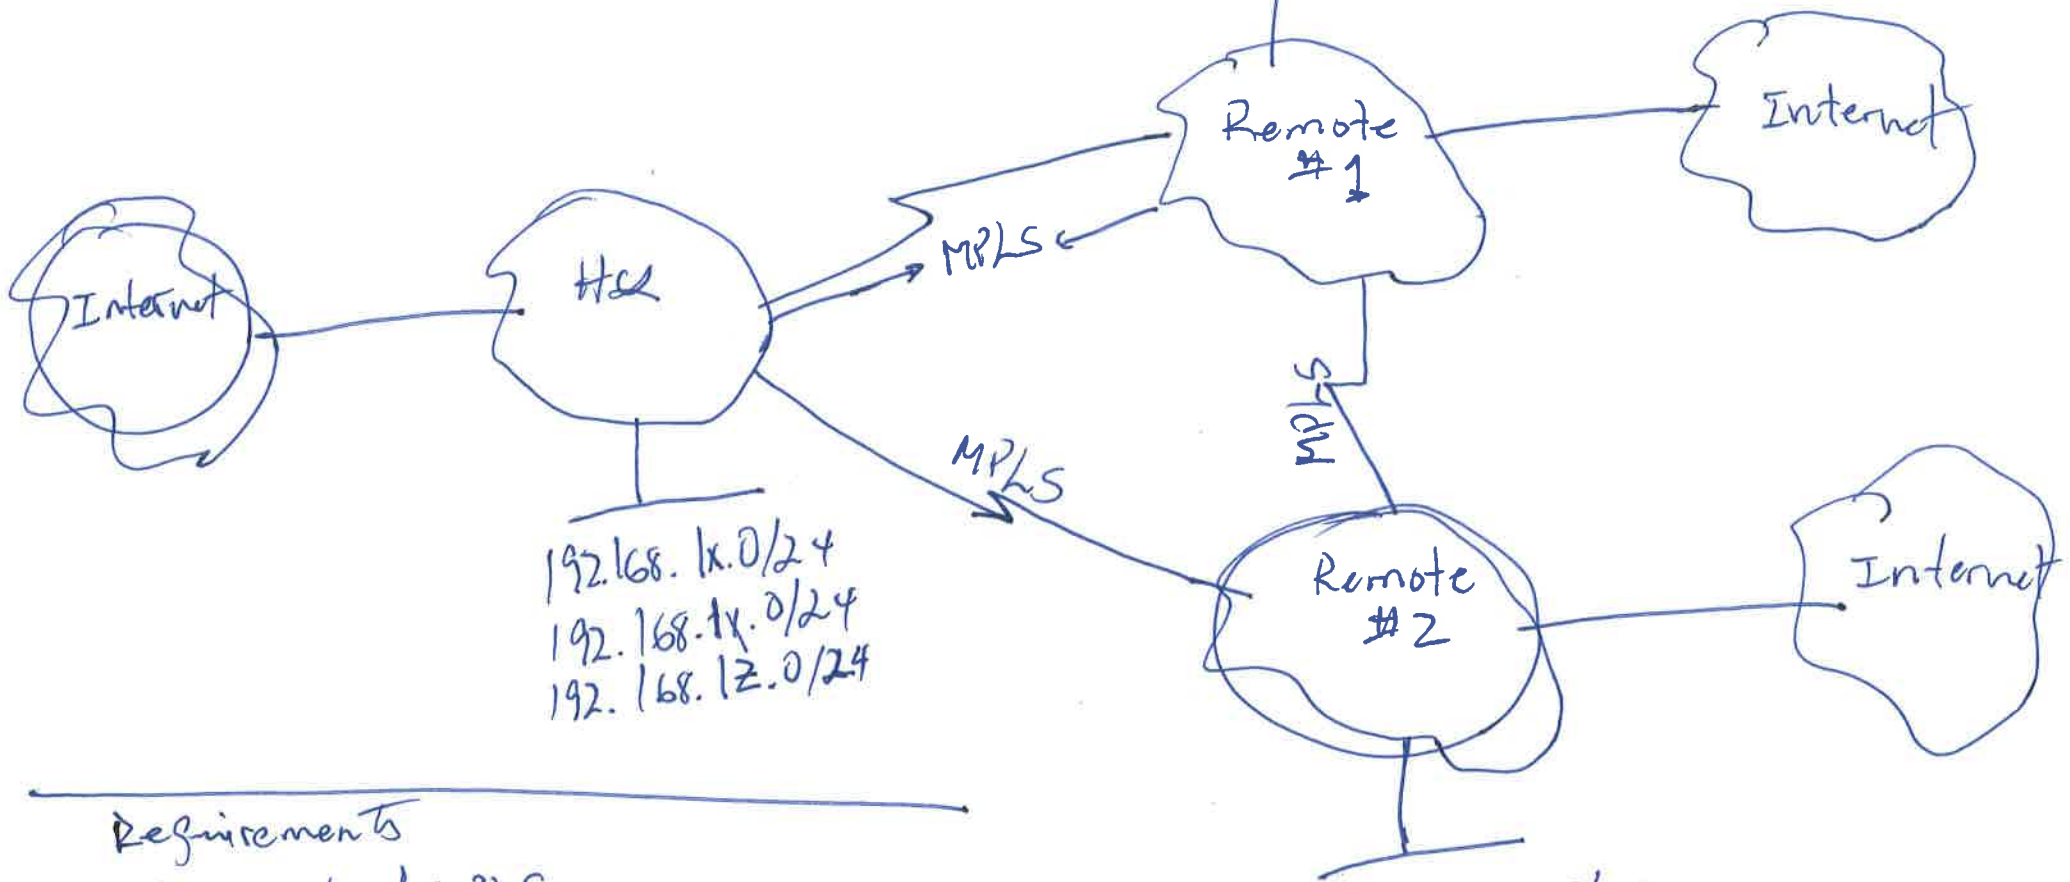 Internet
HQ
MPLS
Remote
#1
Internet
MPLS
MPLS
Remote
#2
Internet
192.168.1x.0/24
192.168.1y.0/24
192.168.1z.0/24
Requirements